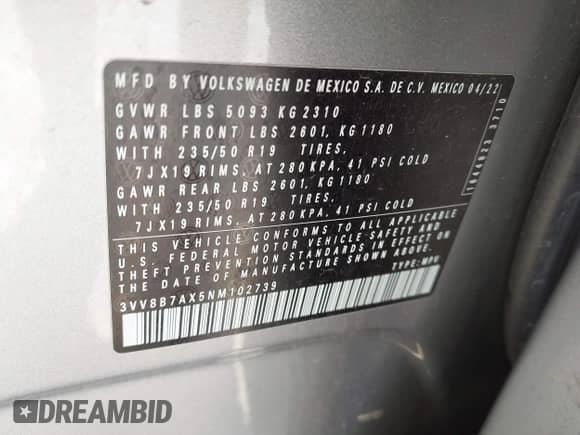 MFD BY VOLKSWAGEN DE MEXICO S.A. DE C.V. MEXICO 04/22
GVWR LBS 5093 KG 2310
GAWR FRONT LBS 2601, KG 1180
WITH 235/50 R19 TIRES,
7JX19 RIMS, AT 280 KPA, 41 PSI COLD
GAWR REAR LBS 2601, KG 1180
WITH 235/50 R19 TIRES,
7JX19 RIMS, AT 280 KPA, 41 PSI COLD
THIS VEHICLE CONFORMS TO ALL APPLICABLE
U.S. FEDERAL MOTOR VEHICLE SAFETY AND
THEFT PREVENTION STANDARDS IN EFFECT ON
THE DATE OF MANUFACTURE SHOWN ABOVE.
3VV8B7AX5NM102739 TYPE: MPV
DREAMBID